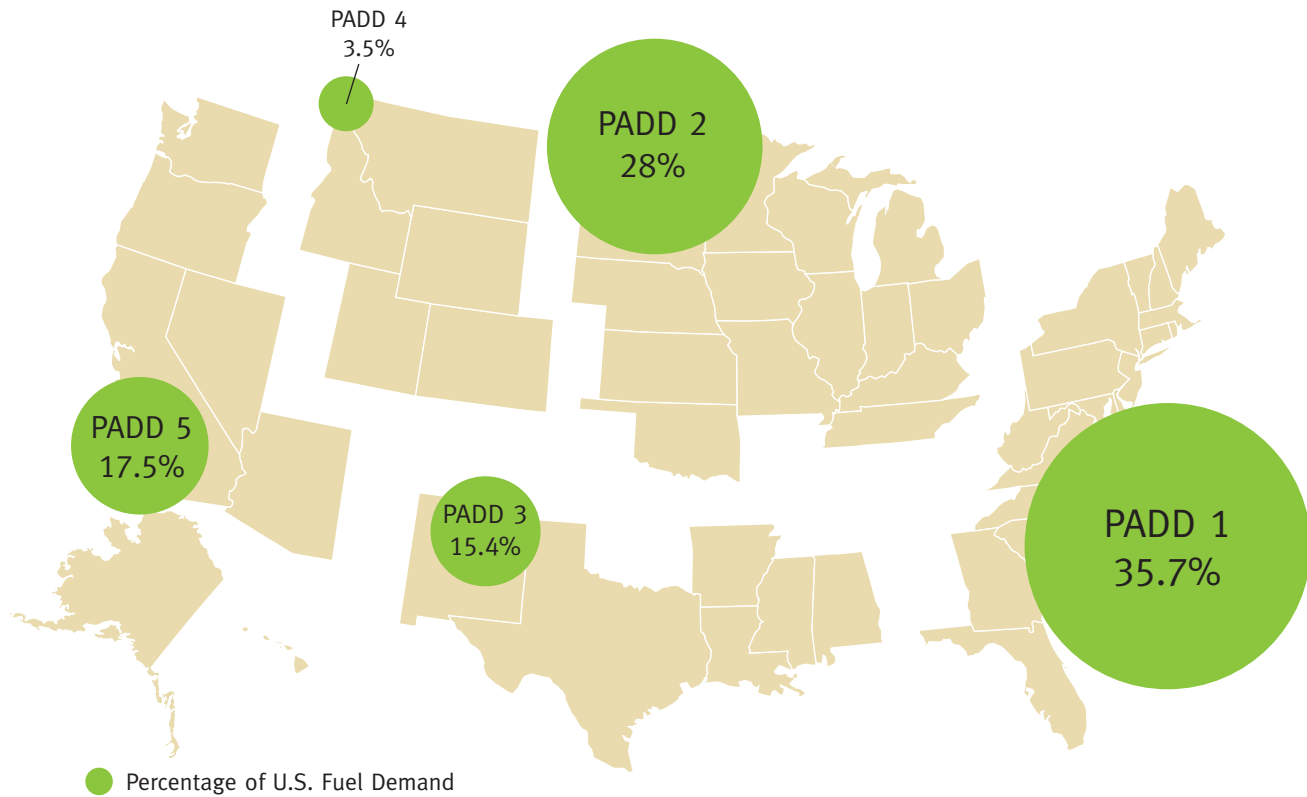 PADD 4
3.5%
PADD 2
28%
PADD 5
17.5%
PADD 3
15.4%
PADD 1
35.7%
Percentage of U.S. Fuel Demand